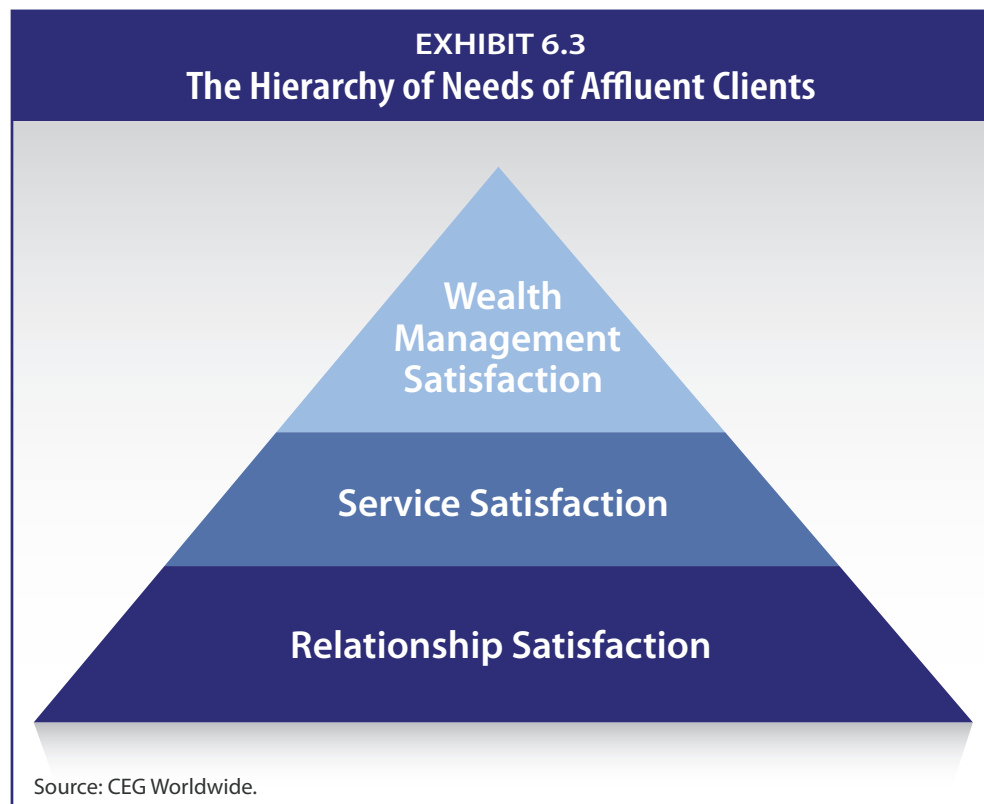 EXHIBIT 6.3
The Hierarchy of Needs of Affluent Clients
Wealth
Management
Satisfaction
Service Satisfaction
Relationship Satisfaction
Source: CEG Worldwide.